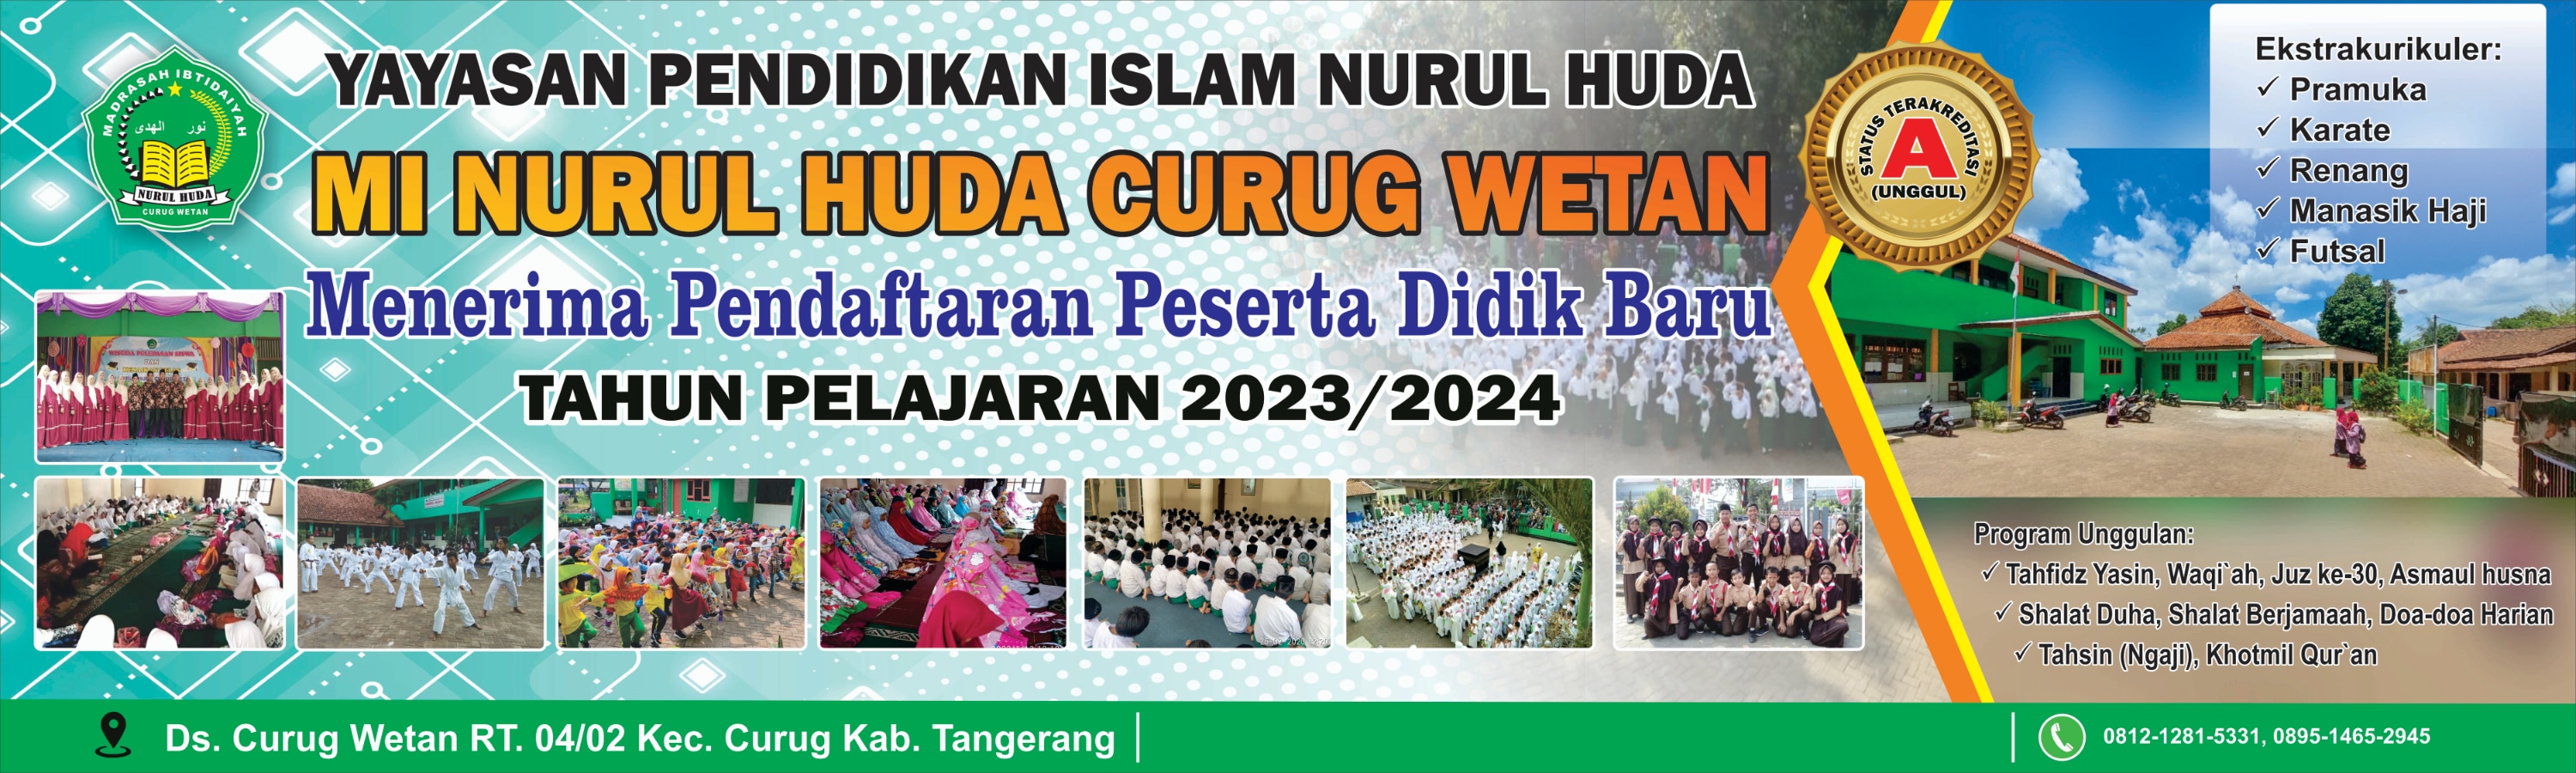 MADRASAH IBTIDAIYAH
نور الهدى
NURUL HUDA
CURUG WETAN
YAYASAN PENDIDIKAN ISLAM NURUL HUDA
MI NURUL HUDA CURUG WETAN
Menerima Pendaftaran Peserta Didik Baru
TAHUN PELAJARAN 2023/2024
STATUS TERAKREDITASI
A
(UNGGUL)
Ekstrakurikuler:
✓ Pramuka
✓ Karate
✓ Renang
✓ Manasik Haji
✓ Futsal
Program Unggulan:
✓ Tahfidz Yasin, Waqi`ah, Juz ke-30, Asmaul husna
✓ Shalat Duha, Shalat Berjamaah, Doa-doa Harian
✓ Tahsin (Ngaji), Khotmil Qur`an
Ds. Curug Wetan RT. 04/02 Kec. Curug Kab. Tangerang
0812-1281-5331, 0895-1465-2945